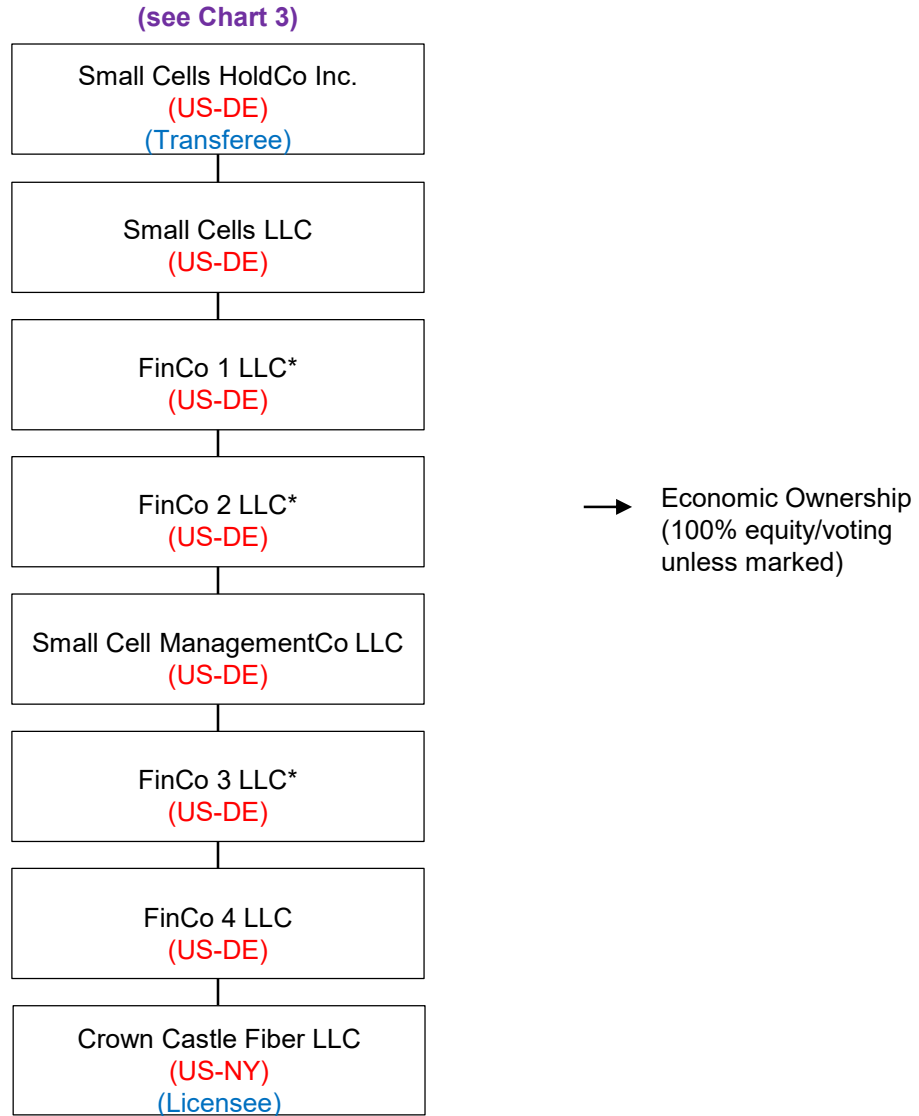 (see Chart 3)
Small Cells HoldCo Inc.
(US-DE)
(Transferee)
Small Cells LLC
(US-DE)
FinCo 1 LLC*
(US-DE)
FinCo 2 LLC*
(US-DE)
Economic Ownership
(100% equity/voting
unless marked)
Small Cell ManagementCo LLC
(US-DE)
FinCo 3 LLC*
(US-DE)
FinCo 4 LLC
(US-DE)
Crown Castle Fiber LLC
(US-NY)
(Licensee)